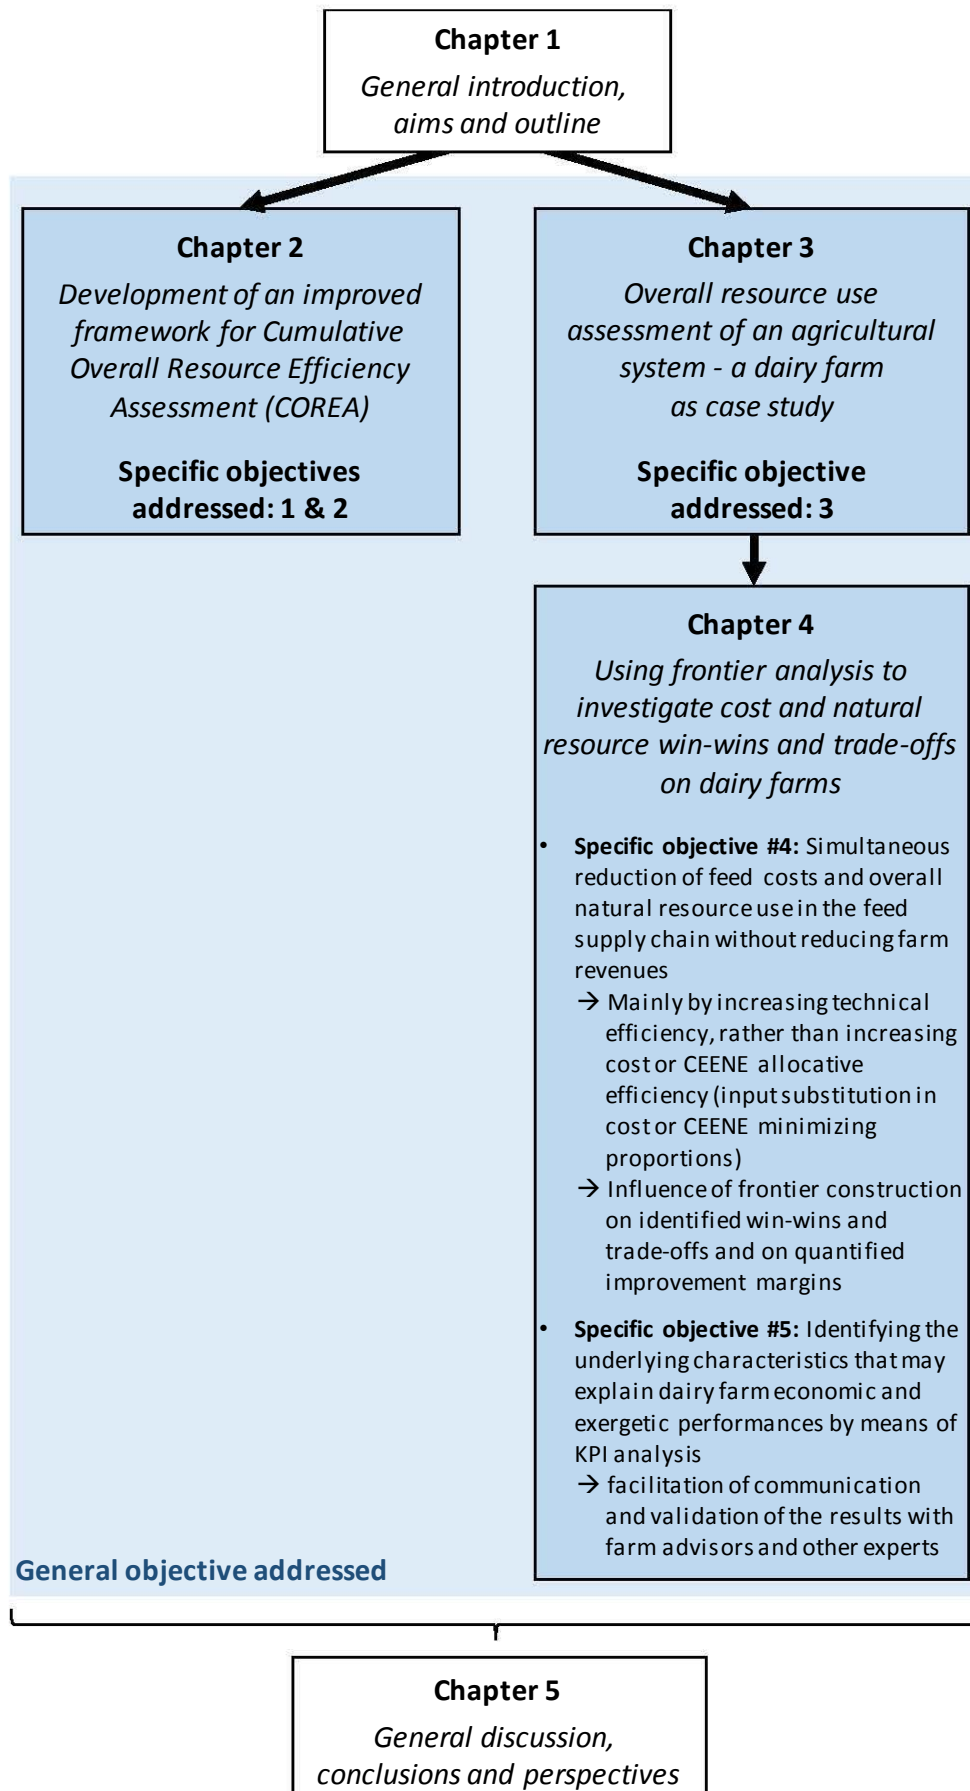 Chapter 1
General introduction,
aims and outline
Chapter 2
Development of an improved
framework for Cumulative
Overall Resource Efficiency
Assessment (COREA)
Specific objectives
addressed: 1 & 2
Chapter 3
Overall resource use
assessment of an agricultural
system - a dairy farm
as case study
Specific objective
addressed: 3
Chapter 4
Using frontier analysis to
investigate cost and natural
resource win-wins and trade-offs
on dairy farms
• Specific objective #4: Simultaneous
reduction of feed costs and overall
natural resource use in the feed
supply chain without reducing farm
revenues
→ Mainly by increasing technical
efficiency, rather than increasing
cost or CEENE allocative
efficiency (input substitution in
cost or CEENE minimizing
proportions)
→ Influence of frontier construction
on identified win-wins and
trade-offs and on quantified
improvement margins
• Specific objective #5: Identifying the
underlying characteristics that may
explain dairy farm economic and
exergetic performances by means of
KPI analysis
→ facilitation of communication
and validation of the results with
farm advisors and other experts
General objective addressed
Chapter 5
General discussion,
conclusions and perspectives